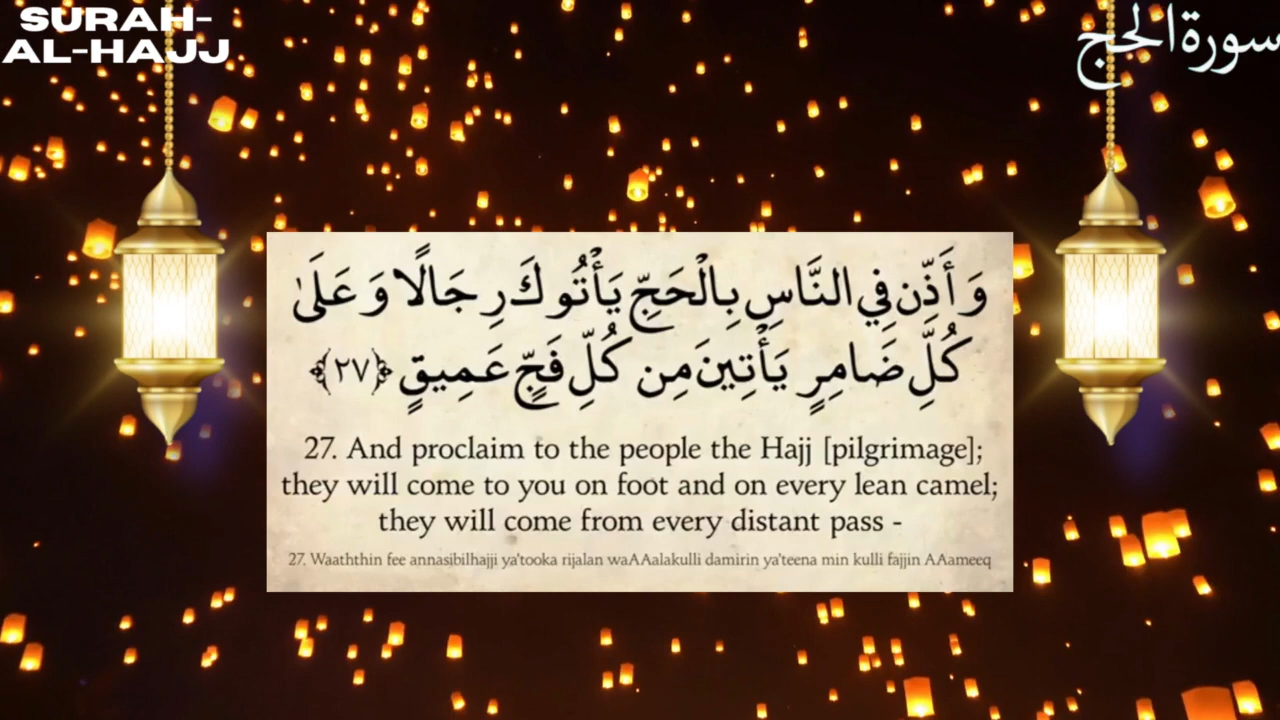 SURAH-
AL-HAJJ
سورة الحج
وَأَذِّن فِي النَّاسِ بِالْحَجِّ يَأْتُوكَ رِجَالًا وَعَلَىٰ
كُلِّ ضَامِرٍ يَأْتِينَ مِن كُلِّ فَجٍّ عَمِيقٍ ﴿٢٧﴾
27. And proclaim to the people the Hajj [pilgrimage];
they will come to you on foot and on every lean camel;
they will come from every distant pass -
27. Waaththin fee annasibilhajji ya'tooka rijalan waAAalakulli damirin ya'teena min kulli fajjin AAameeq